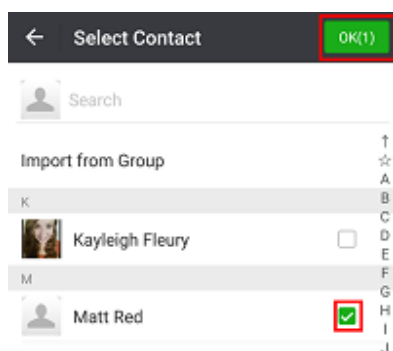 Select Contact OK(1)
Search
Import from Group
K
Kayleigh Fleury
M
Matt Red
↑
☆
A
B
C
D
E
F
G
H
I
J